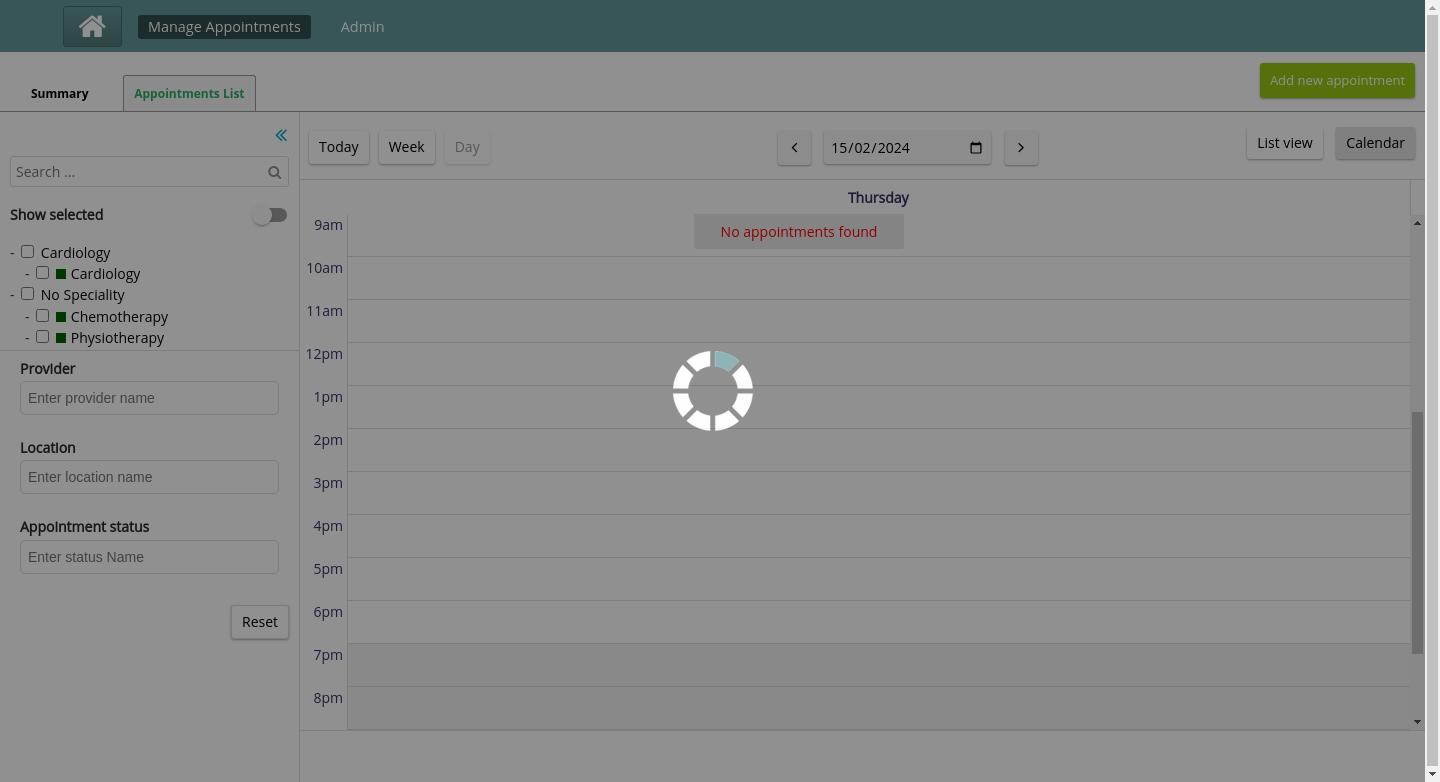 Manage Appointments
Admin
Summary
Appointments List
Add new appointment
Search ...
Show selected
- Cardiology
- Cardiology
- No Speciality
- Chemotherapy
- Physiotherapy
Provider
Enter provider name
Location
Enter location name
Appointment status
Enter status Name
Reset
Today
Week
Day
15/02/2024
List view
Calendar
Thursday
No appointments found
9am
10am
11am
12pm
1pm
2pm
3pm
4pm
5pm
6pm
7pm
8pm